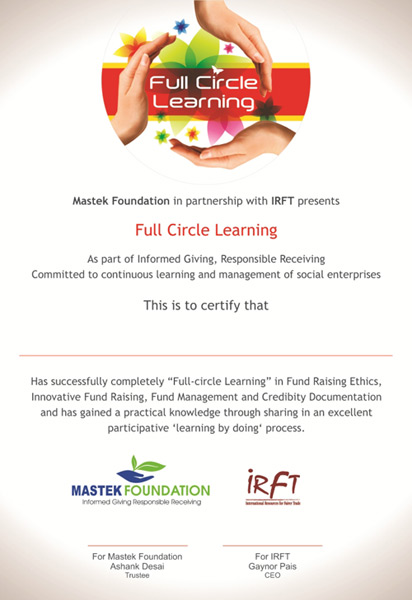 Full Circle
Learning
Mastek Foundation in partnership with IRFT presents
Full Circle Learning
As part of Informed Giving, Responsible Receiving
Committed to continuous learning and management of social enterprises
This is to certify that
Has successfully completely “Full-circle Learning” in Fund Raising Ethics,
Innovative Fund Raising, Fund Management and Credibity Documentation
and has gained a practical knowledge through sharing in an excellent
participative ‘learning by doing‘ process.
MASTEK FOUNDATION
Informed Giving Responsible Receiving
iRFT
International Resources for Fairer Trade
For Mastek Foundation
Ashank Desai
Trustee
For IRFT
Gaynor Pais
CEO